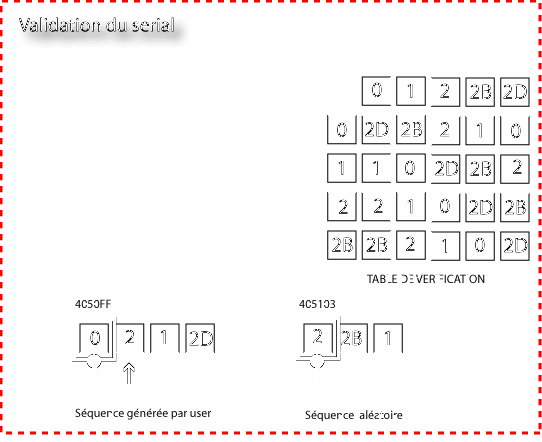 Validation du serial
0 1 2 2B 2D
0 2D 2B 2 1 0
1 1 0 2D 2B 2
2 2 1 0 2D 2B
2B 2B 2 1 0 2D
TABLE DE VERIFICATION
4050FF 405103
0 2 1 2D 2 2B 1
Séquence générée par user Séquence aléatoire